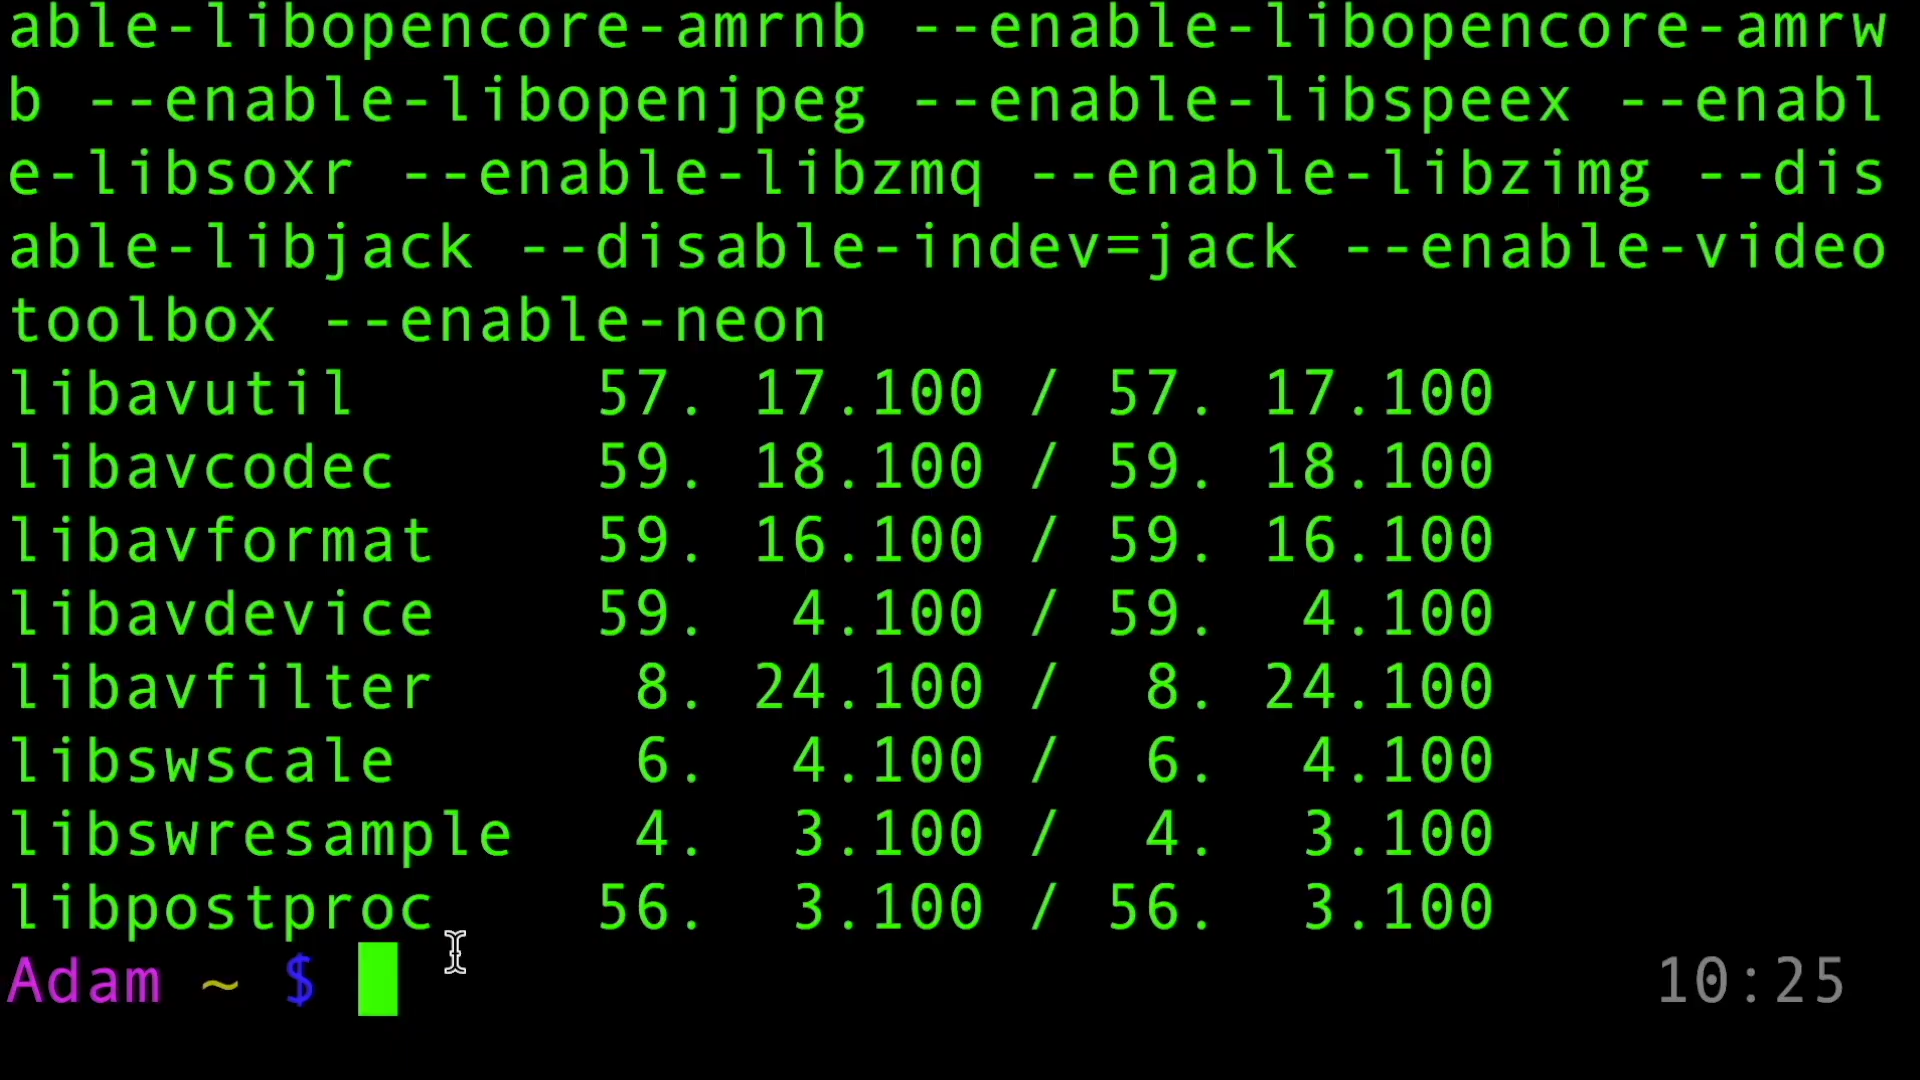 able-libopencore-amrnb --enable-libopencore-amrw
b --enable-libopenjpeg --enable-libspeex --enabl
e-libsoxr --enable-libzmq --enable-libzimg --dis
able-libjack --disable-indev=jack --enable-video
toolbox --enable-neon
libavutil      57. 17.100 / 57. 17.100
libavcodec     59. 18.100 / 59. 18.100
libavformat    59. 16.100 / 59. 16.100
libavdevice    59.  4.100 / 59.  4.100
libavfilter     8. 24.100 /  8. 24.100
libswscale      6.  4.100 /  6.  4.100
libswresample   4.  3.100 /  4.  3.100
libpostproc    56.  3.100 / 56.  3.100
Adam ~ $ 10:25